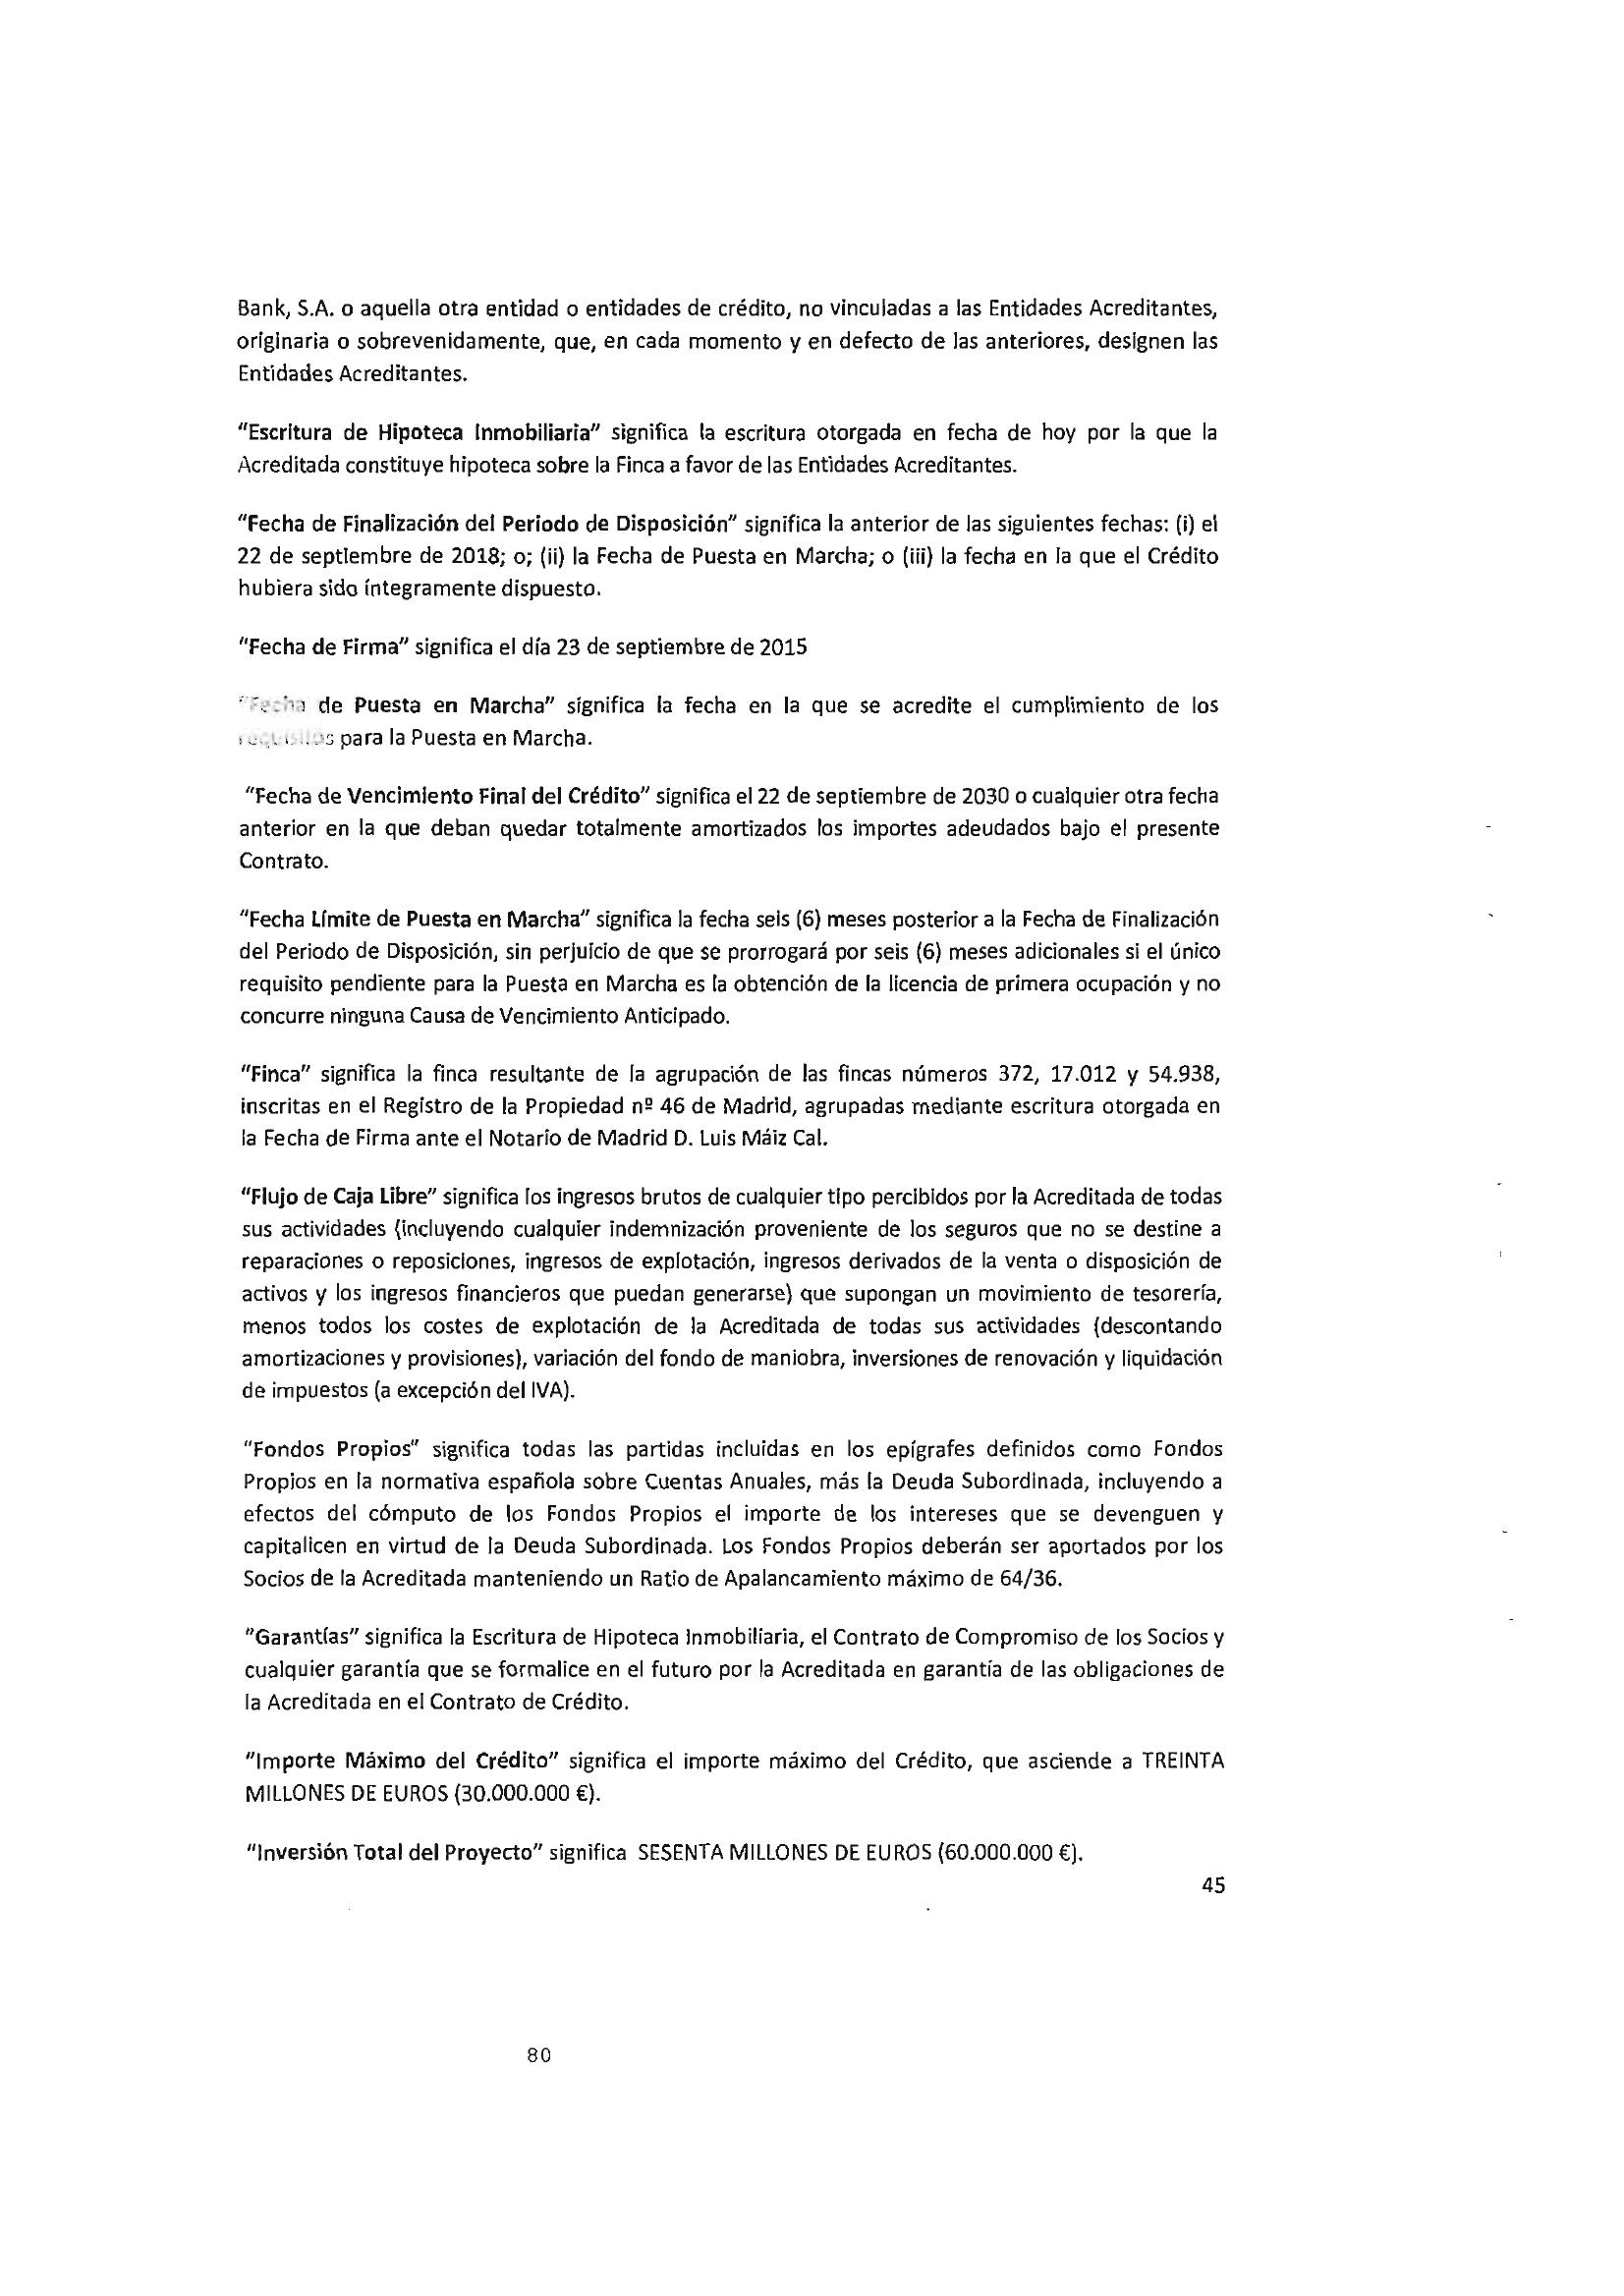 Bank, S.A. o aquella otra entidad o entidades de crédito, no vinculadas a las Entidades Acreditantes,
originaria o sobrevenidamente, que, en cada momento y en defecto de las anteriores, designen las
Entidades Acreditantes.
"Escritura de Hipoteca Inmobiliaria" significa la escritura otorgada en fecha de hoy por la que la
Acreditada constituye hipoteca sobre la Finca a favor de las Entidades Acreditantes.
"Fecha de Finalización del Periodo de Disposición" significa la anterior de las siguientes fechas: (i) el
22 de septiembre de 2018; o; (ii) la Fecha de Puesta en Marcha; o (iii) la fecha en la que el Crédito
hubiera sido íntegramente dispuesto.
"Fecha de Firma" significa el día 23 de septiembre de 2015
"Fecha de Puesta en Marcha" significa la fecha en la que se acredite el cumplimiento de los
requisitos para la Puesta en Marcha.
"Fecha de Vencimiento Final del Crédito" significa el 22 de septiembre de 2030 o cualquier otra fecha
anterior en la que deban quedar totalmente amortizados los importes adeudados bajo el presente
Contrato.
"Fecha Límite de Puesta en Marcha" significa la fecha seis (6) meses posterior a la Fecha de Finalización
del Periodo de Disposición, sin perjuicio de que se prorrogará por seis (6) meses adicionales si el único
requisito pendiente para la Puesta en Marcha es la obtención de la licencia de primera ocupación y no
concurre ninguna Causa de Vencimiento Anticipado.
"Finca" significa la finca resultante de la agrupación de las fincas números 372, 17.012 y 54.938,
inscritas en el Registro de la Propiedad nº 46 de Madrid, agrupadas mediante escritura otorgada en
la Fecha de Firma ante el Notario de Madrid D. Luis Máiz Cal.
"Flujo de Caja Libre" significa los ingresos brutos de cualquier tipo percibidos por la Acreditada de todas
sus actividades (incluyendo cualquier indemnización proveniente de los seguros que no se destine a
reparaciones o reposiciones, ingresos de explotación, ingresos derivados de la venta o disposición de
activos y los ingresos financieros que puedan generarse) que supongan un movimiento de tesorería,
menos todos los costes de explotación de la Acreditada de todas sus actividades (descontando
amortizaciones y provisiones), variación del fondo de maniobra, inversiones de renovación y liquidación
de impuestos (a excepción del IVA).
"Fondos Propios" significa todas las partidas incluidas en los epígrafes definidos como Fondos
Propios en la normativa española sobre Cuentas Anuales, más la Deuda Subordinada, incluyendo a
efectos del cómputo de los Fondos Propios el importe de los intereses que se devenguen y
capitalicen en virtud de la Deuda Subordinada. Los Fondos Propios deberán ser aportados por los
Socios de la Acreditada manteniendo un Ratio de Apalancamiento máximo de 64/36.
"Garantías" significa la Escritura de Hipoteca Inmobiliaria, el Contrato de Compromiso de los Socios y
cualquier garantía que se formalice en el futuro por la Acreditada en garantía de las obligaciones de
la Acreditada en el Contrato de Crédito.
"Importe Máximo del Crédito" significa el importe máximo del Crédito, que asciende a TREINTA
MILLONES DE EUROS (30.000.000 €).
"Inversión Total del Proyecto" significa SESENTA MILLONES DE EUROS (60.000.000 €).
45
80